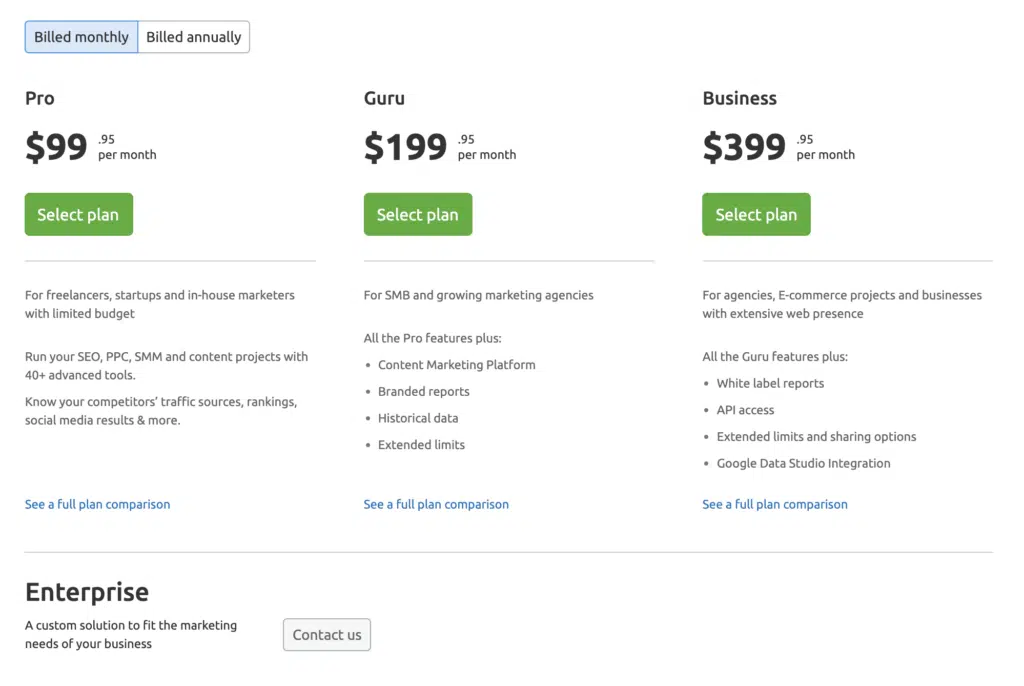 Billed monthly Billed annually
Pro
$99 .95
per month
Select plan
For freelancers, startups and in-house marketers
with limited budget
Run your SEO, PPC, SMM and content projects with
40+ advanced tools.
Know your competitors' traffic sources, rankings,
social media results & more.
See a full plan comparison
Guru
$199 .95
per month
Select plan
For SMB and growing marketing agencies
All the Pro features plus:
• Content Marketing Platform
• Branded reports
• Historical data
• Extended limits
See a full plan comparison
Business
$399 .95
per month
Select plan
For agencies, E-commerce projects and businesses
with extensive web presence
All the Guru features plus:
• White label reports
• API access
• Extended limits and sharing options
• Google Data Studio Integration
See a full plan comparison
Enterprise
A custom solution to fit the marketing
needs of your business
Contact us